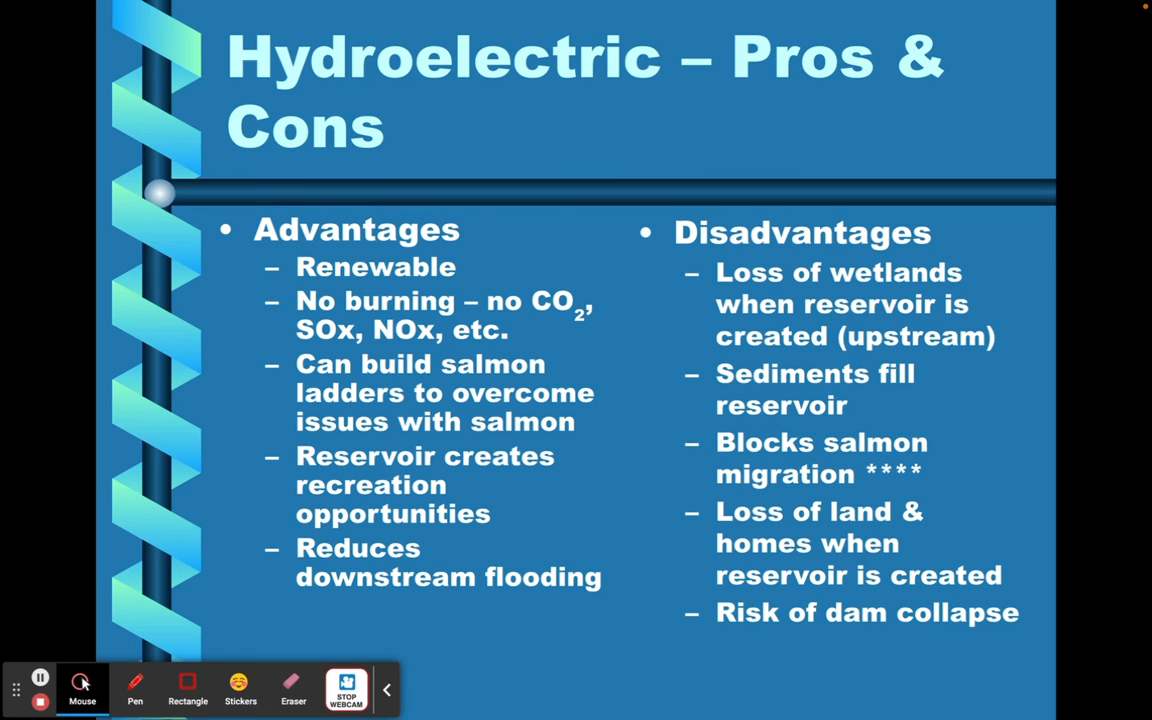 Hydroelectric – Pros &
Cons
• Advantages
– Renewable
– No burning – no CO₂,
SOx, NOx, etc.
– Can build salmon
ladders to overcome
issues with salmon
– Reservoir creates
recreation
opportunities
– Reduces
downstream flooding
• Disadvantages
– Loss of wetlands
when reservoir is
created (upstream)
– Sediments fill
reservoir
– Blocks salmon
migration ****
– Loss of land &
homes when
reservoir is created
– Risk of dam collapse
Mouse
Pen
Rectangle
Stickers
Eraser
STOP
WEBCAM